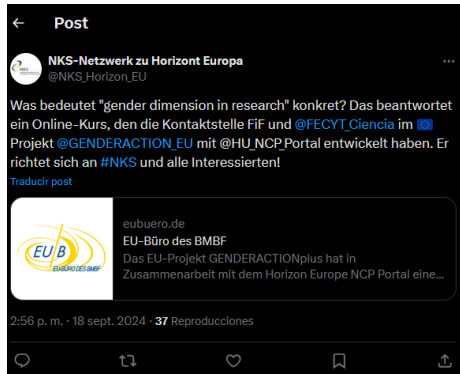 Post
NKS-Netzwerk zu Horizont Europa
@NKS_Horizon_EU
Was bedeutet "gender dimension in research" konkret? Das beantwortet
ein Online-Kurs, den die Kontaktstelle FiF und @FECYT_Ciencia im
Projekt @GENDERACTION_EU mit @HU_NCP_Portal entwickelt haben. Er
richtet sich an #NKS und alle Interessierten!
Traducir post
EU B
EU-BÜRO DES BMBF
eubuero.de
EU-Büro des BMBF
Das EU-Projekt GENDERACTIONplus hat in
Zusammenarbeit mit dem Horizon Europe NCP Portal eine...
2:56 p. m. · 18 sept. 2024 · 37 Reproducciones